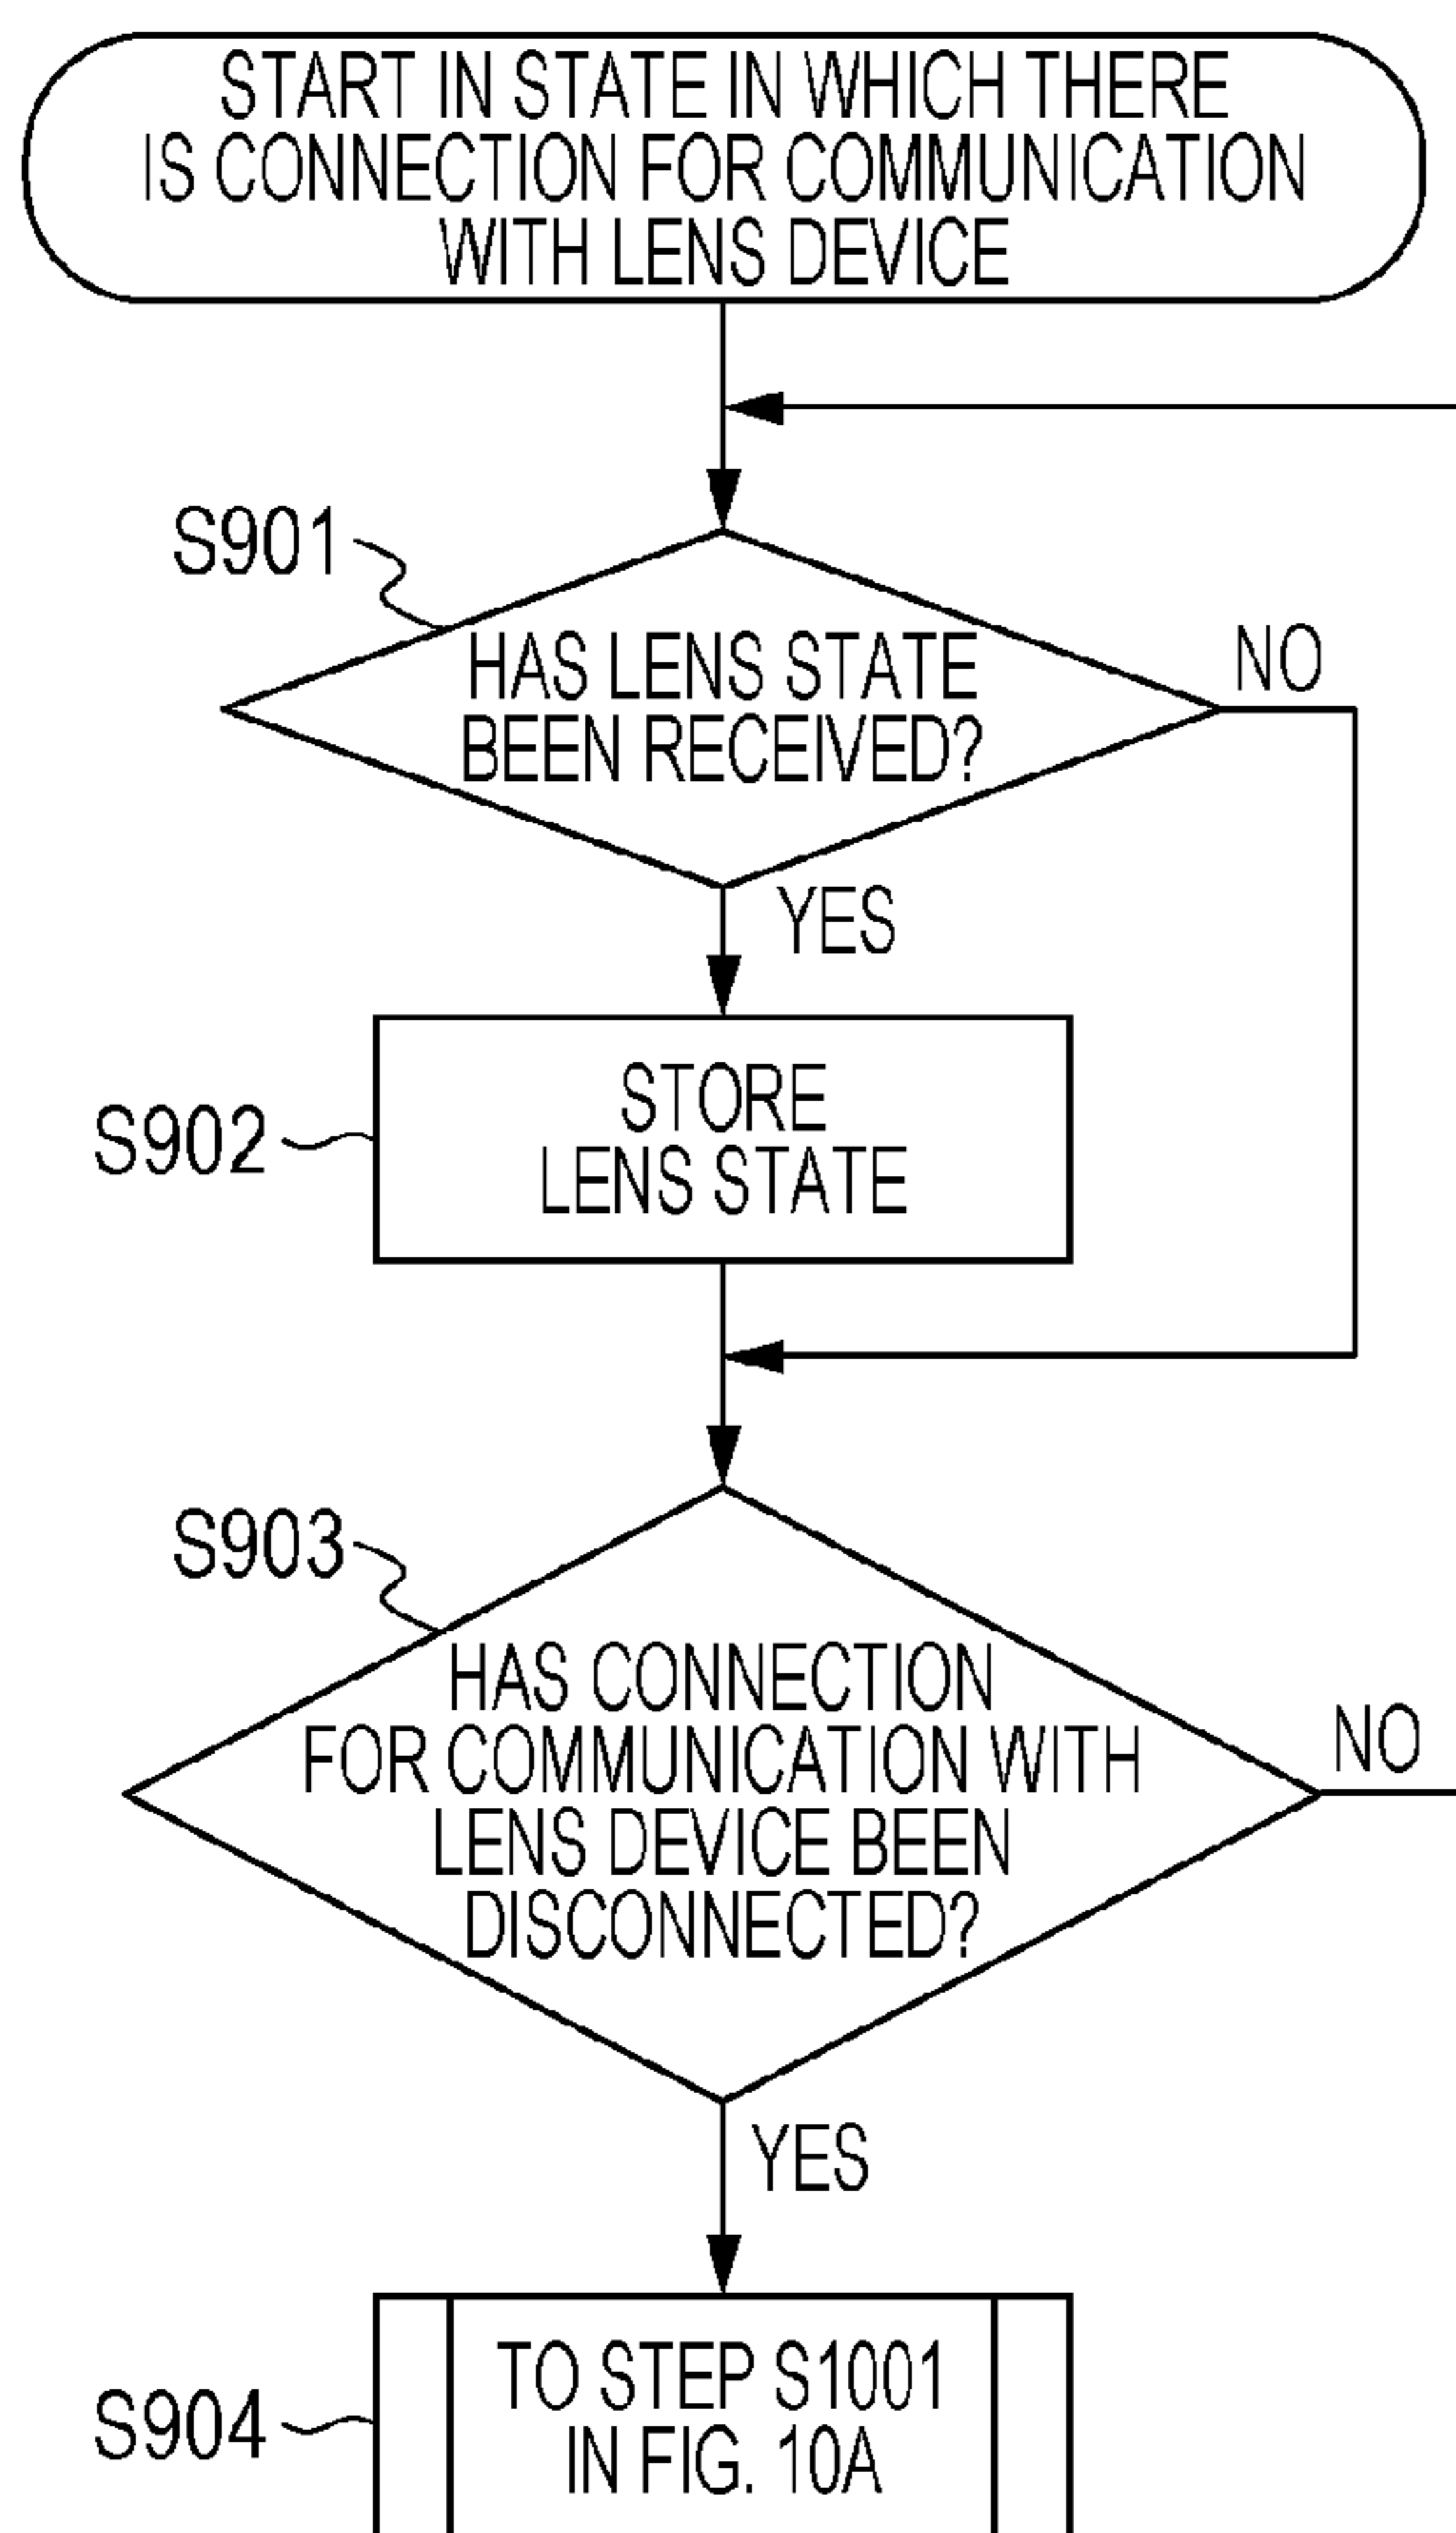 START IN STATE IN WHICH THERE
IS CONNECTION FOR COMMUNICATION
WITH LENS DEVICE
S901
HAS LENS STATE
BEEN RECEIVED?
NO
YES
S902
STORE
LENS STATE
S903
HAS CONNECTION
FOR COMMUNICATION WITH
LENS DEVICE BEEN
DISCONNECTED?
NO
YES
S904
TO STEP S1001
IN FIG. 10A